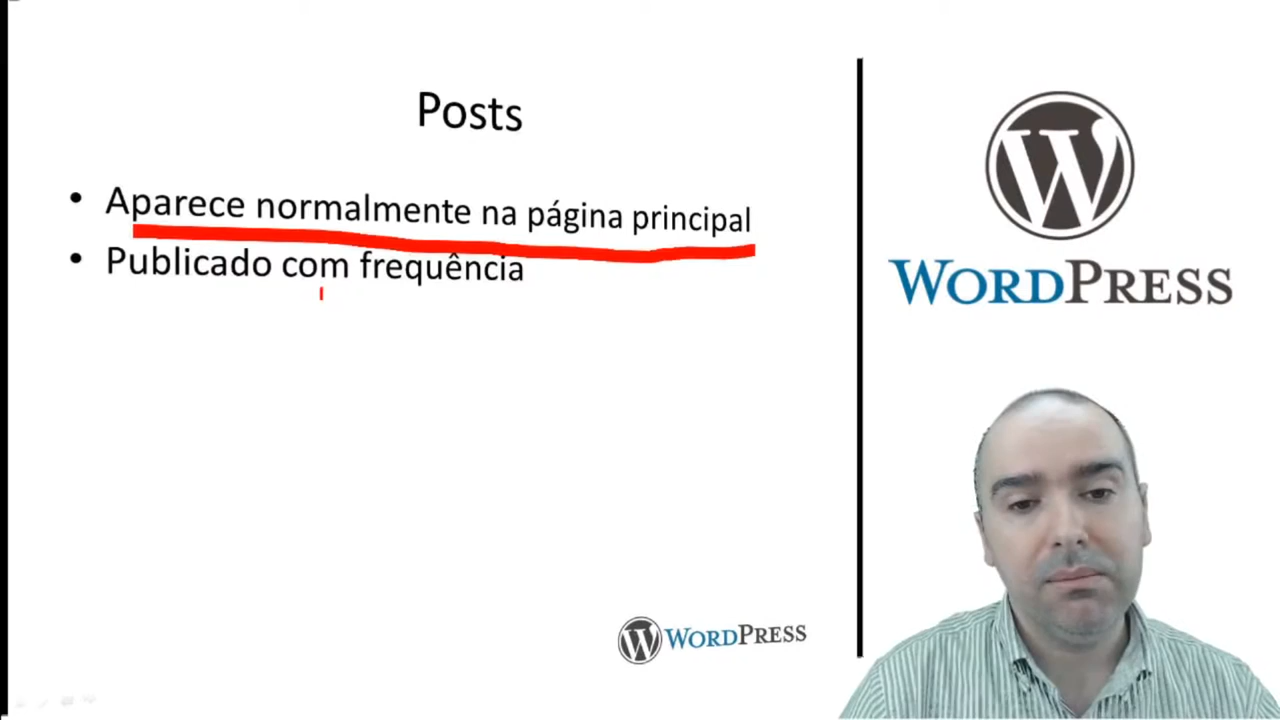 Posts
• Aparece normalmente na página principal
• Publicado com frequência
WORDPRESS
WORDPRESS